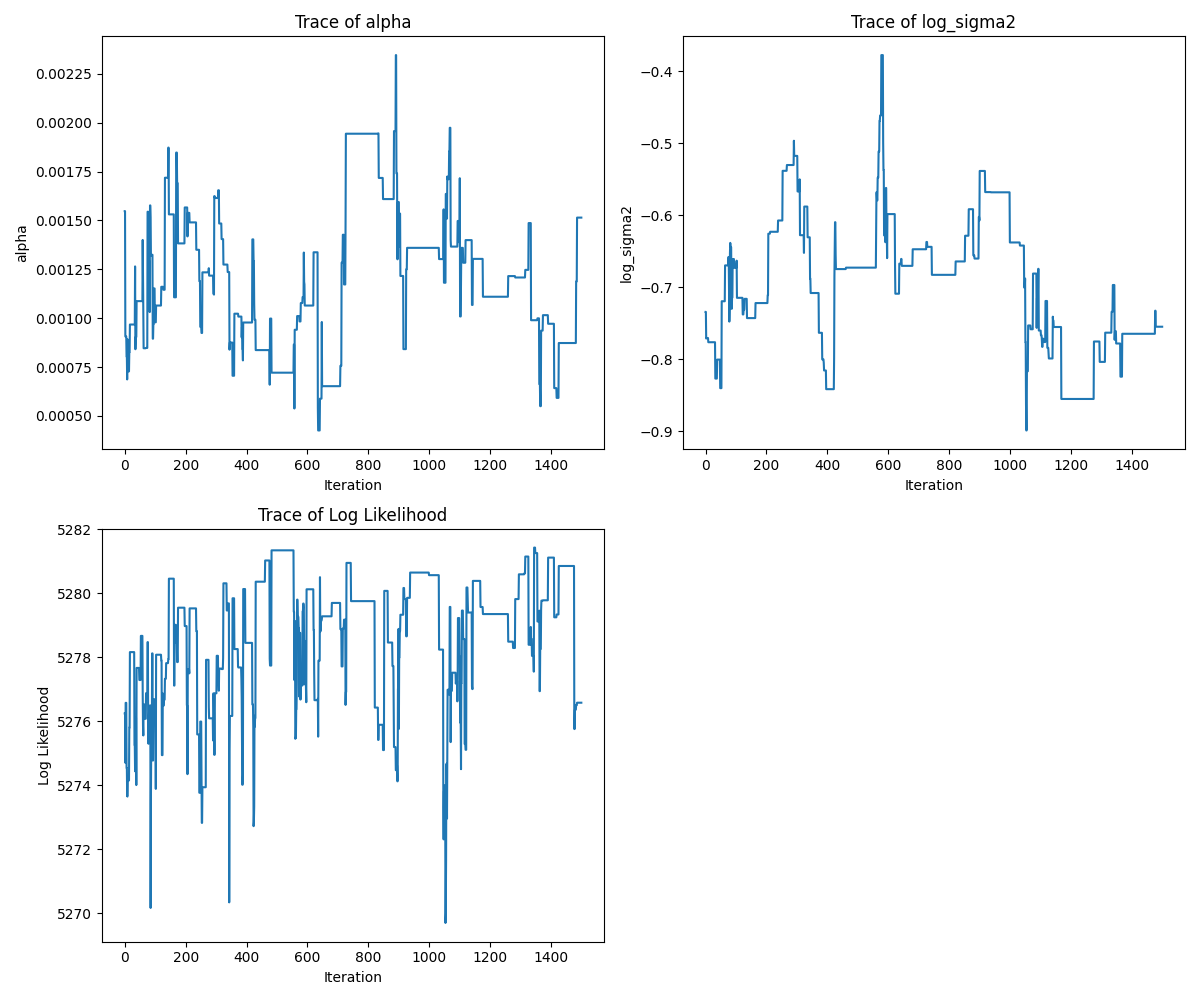 Trace of alpha
alpha
0.00225
0.00200
0.00175
0.00150
0.00125
0.00100
0.00075
0.00050
0 200 400 600 800 1000 1200 1400
Iteration
Trace of log_sigma2
log_sigma2
−0.4
−0.5
−0.6
−0.7
−0.8
−0.9
0 200 400 600 800 1000 1200 1400
Iteration
Trace of Log Likelihood
Log Likelihood
5282
5280
5278
5276
5274
5272
5270
0 200 400 600 800 1000 1200 1400
Iteration